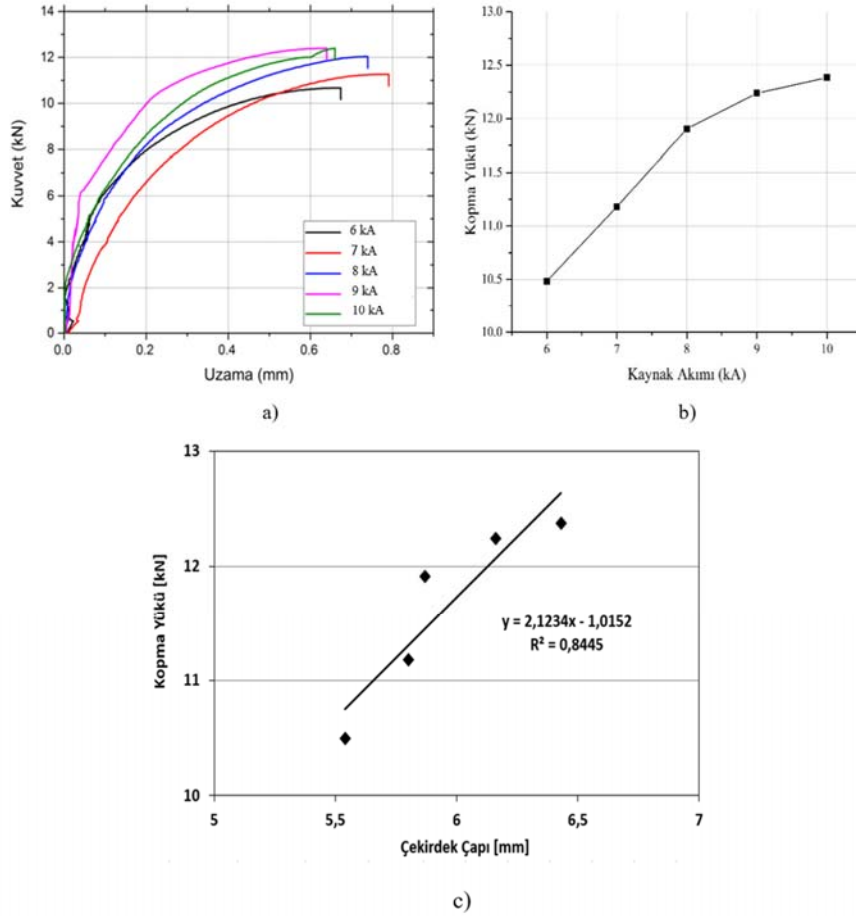 14
12
10
8
6
4
2
0
Kuvvet (kN)
0.0 0.2 0.4 0.6 0.8
Uzama (mm)
6 kA
7 kA
8 kA
9 kA
10 kA
a)
13.0
12.5
12.0
11.5
11.0
10.5
10.0
Kopma Yükü (kN)
6 7 8 9 10
Kaynak Akımı (kA)
b)
13
12
11
10
Kopma Yükü [kN]
y = 2,1234x - 1,0152
R² = 0,8445
5 5,5 6 6,5 7
Çekirdek Çapı [mm]
c)